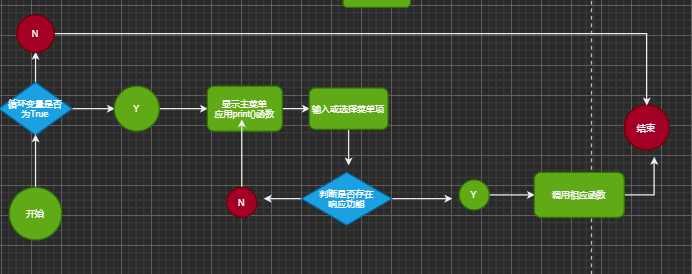 N
循环变量是否
为True
Y
显示主菜单
应用print()函数
输入或选择菜单项
结束
开始
N
判断是否存在
响应功能
Y
调用相应函数